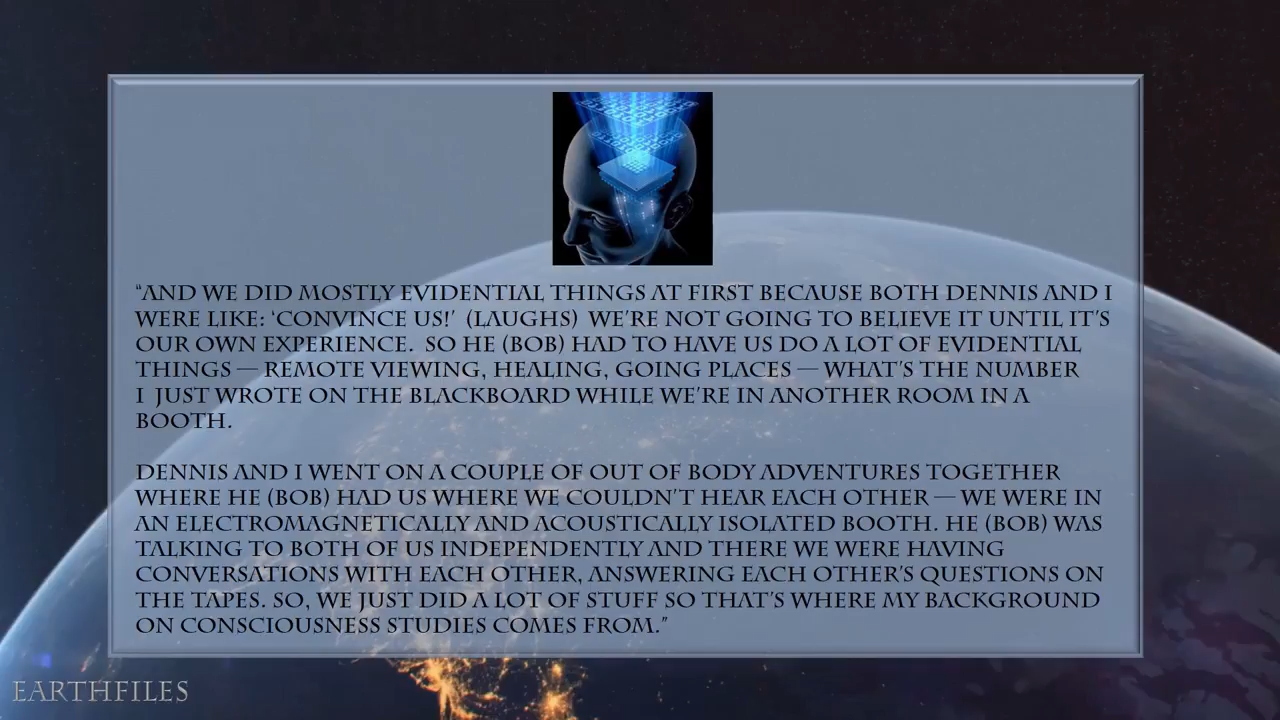 “AND WE DID MOSTLY EVIDENTIAL THINGS AT FIRST BECAUSE BOTH DENNIS AND I
WERE LIKE: ‘CONVINCE US!’ (LAUGHS) WE’RE NOT GOING TO BELIEVE IT UNTIL IT’S
OUR OWN EXPERIENCE. SO HE (BOB) HAD TO HAVE US DO A LOT OF EVIDENTIAL
THINGS — REMOTE VIEWING, HEALING, GOING PLACES — WHAT’S THE NUMBER
I JUST WROTE ON THE BLACKBOARD WHILE WE’RE IN ANOTHER ROOM IN A
BOOTH.
DENNIS AND I WENT ON A COUPLE OF OUT OF BODY ADVENTURES TOGETHER
WHERE HE (BOB) HAD US WHERE WE COULDN’T HEAR EACH OTHER — WE WERE IN
AN ELECTROMAGNETICALLY AND ACOUSTICALLY ISOLATED BOOTH. HE (BOB) WAS
TALKING TO BOTH OF US INDEPENDENTLY AND THERE WE WERE HAVING
CONVERSATIONS WITH EACH OTHER, ANSWERING EACH OTHER’S QUESTIONS ON
THE TAPES. SO, WE JUST DID A LOT OF STUFF SO THAT’S WHERE MY BACKGROUND
ON CONSCIOUSNESS STUDIES COMES FROM.”
EARTHFILES